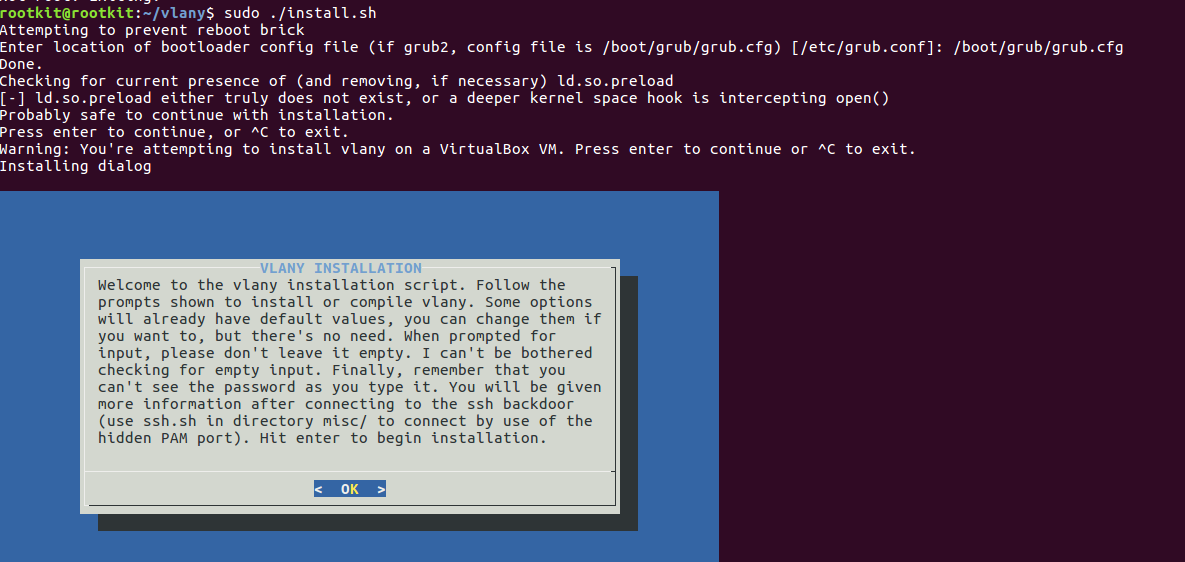 rootkit@rootkit:~/vlany$ sudo ./install.sh
Attempting to prevent reboot brick
Enter location of bootloader config file (if grub2, config file is /boot/grub/grub.cfg) [/etc/grub.conf]: /boot/grub/grub.cfg
Done.
Checking for current presence of (and removing, if necessary) ld.so.preload
[-] ld.so.preload either truly does not exist, or a deeper kernel space hook is intercepting open()
Probably safe to continue with installation.
Press enter to continue, or ^C to exit.
Warning: You're attempting to install vlany on a VirtualBox VM. Press enter to continue or ^C to exit.
Installing dialog
VLANY INSTALLATION
Welcome to the vlany installation script. Follow the
prompts shown to install or compile vlany. Some options
will already have default values, you can change them if
you want to, but there's no need. When prompted for
input, please don't leave it empty. I can't be bothered
checking for empty input. Finally, remember that you
can't see the password as you type it. You will be given
more information after connecting to the ssh backdoor
(use ssh.sh in directory misc/ to connect by use of the
hidden PAM port). Hit enter to begin installation.
<  OK  >